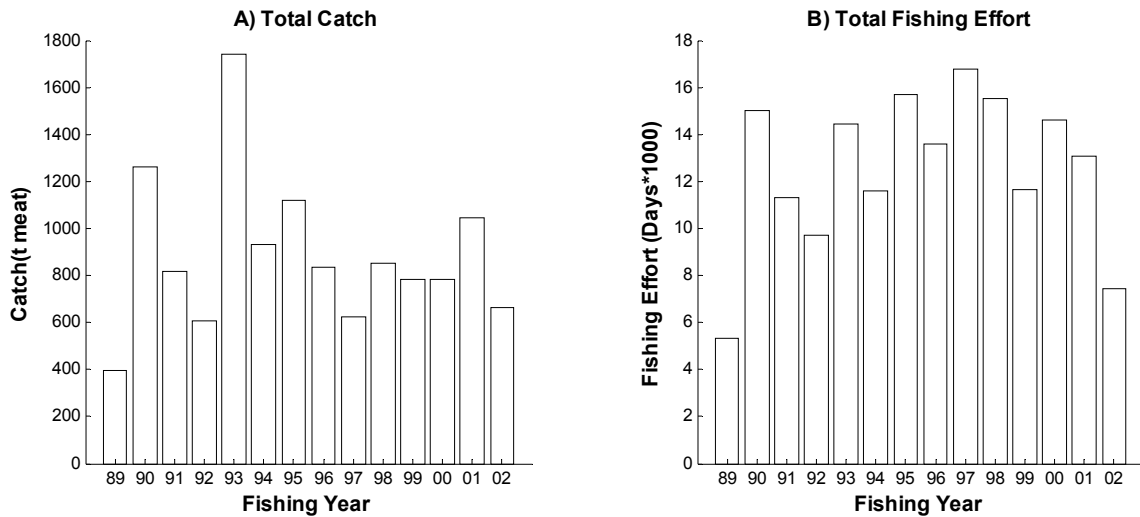 A) Total Catch
1800
1600
1400
1200
1000
800
600
400
200
0
Catch(t meat)
89 90 91 92 93 94 95 96 97 98 99 00 01 02
Fishing Year
B) Total Fishing Effort
18
16
14
12
10
8
6
4
2
0
Fishing Effort (Days*1000)
89 90 91 92 93 94 95 96 97 98 99 00 01 02
Fishing Year